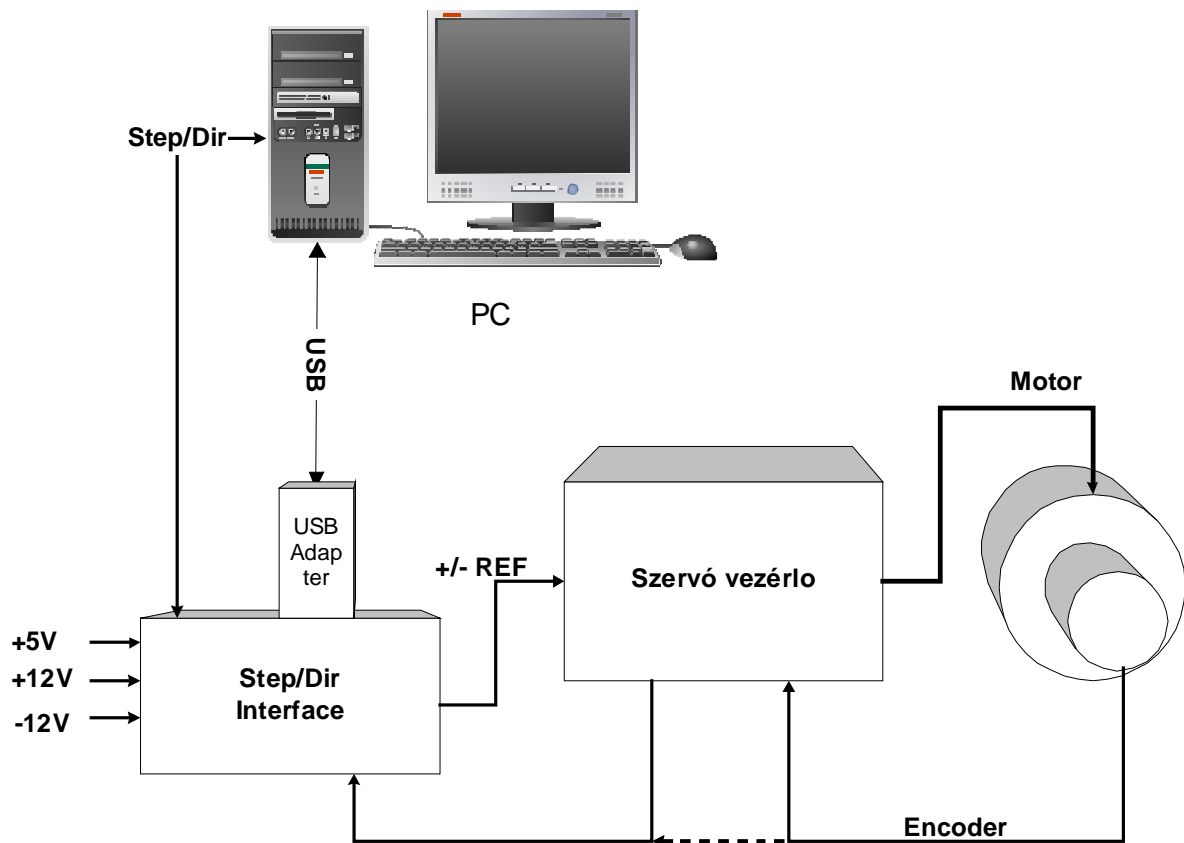 Step/Dir
PC
USB
Motor
USB
Adap
ter
+/- REF
Szervó vezérlo
+5V
+12V
-12V
Step/Dir
Interface
Encoder